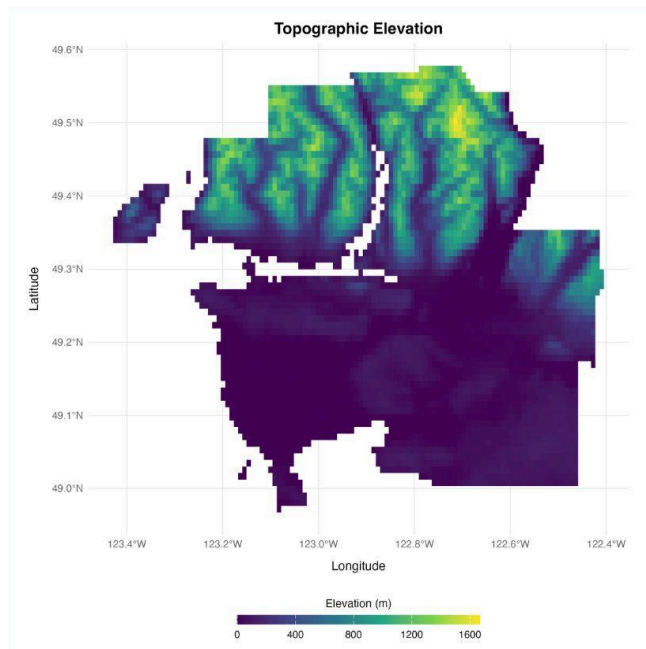 Topographic Elevation
49.6°N
49.5°N
49.4°N
49.3°N
49.2°N
49.1°N
49.0°N
Latitude
123.4°W 123.2°W 123.0°W 122.8°W 122.6°W 122.4°W
Longitude
Elevation (m)
0 400 800 1200 1600